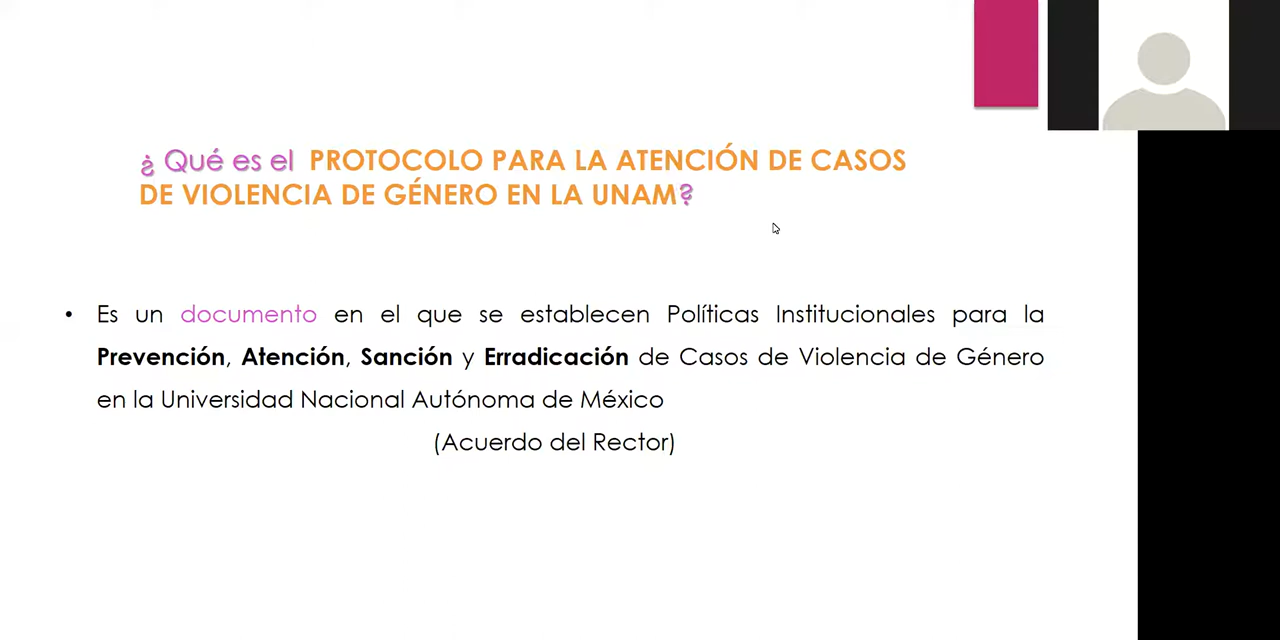 ¿ Qué es el PROTOCOLO PARA LA ATENCIÓN DE CASOS
DE VIOLENCIA DE GÉNERO EN LA UNAM?
• Es un documento en el que se establecen Políticas Institucionales para la
Prevención, Atención, Sanción y Erradicación de Casos de Violencia de Género
en la Universidad Nacional Autónoma de México
(Acuerdo del Rector)